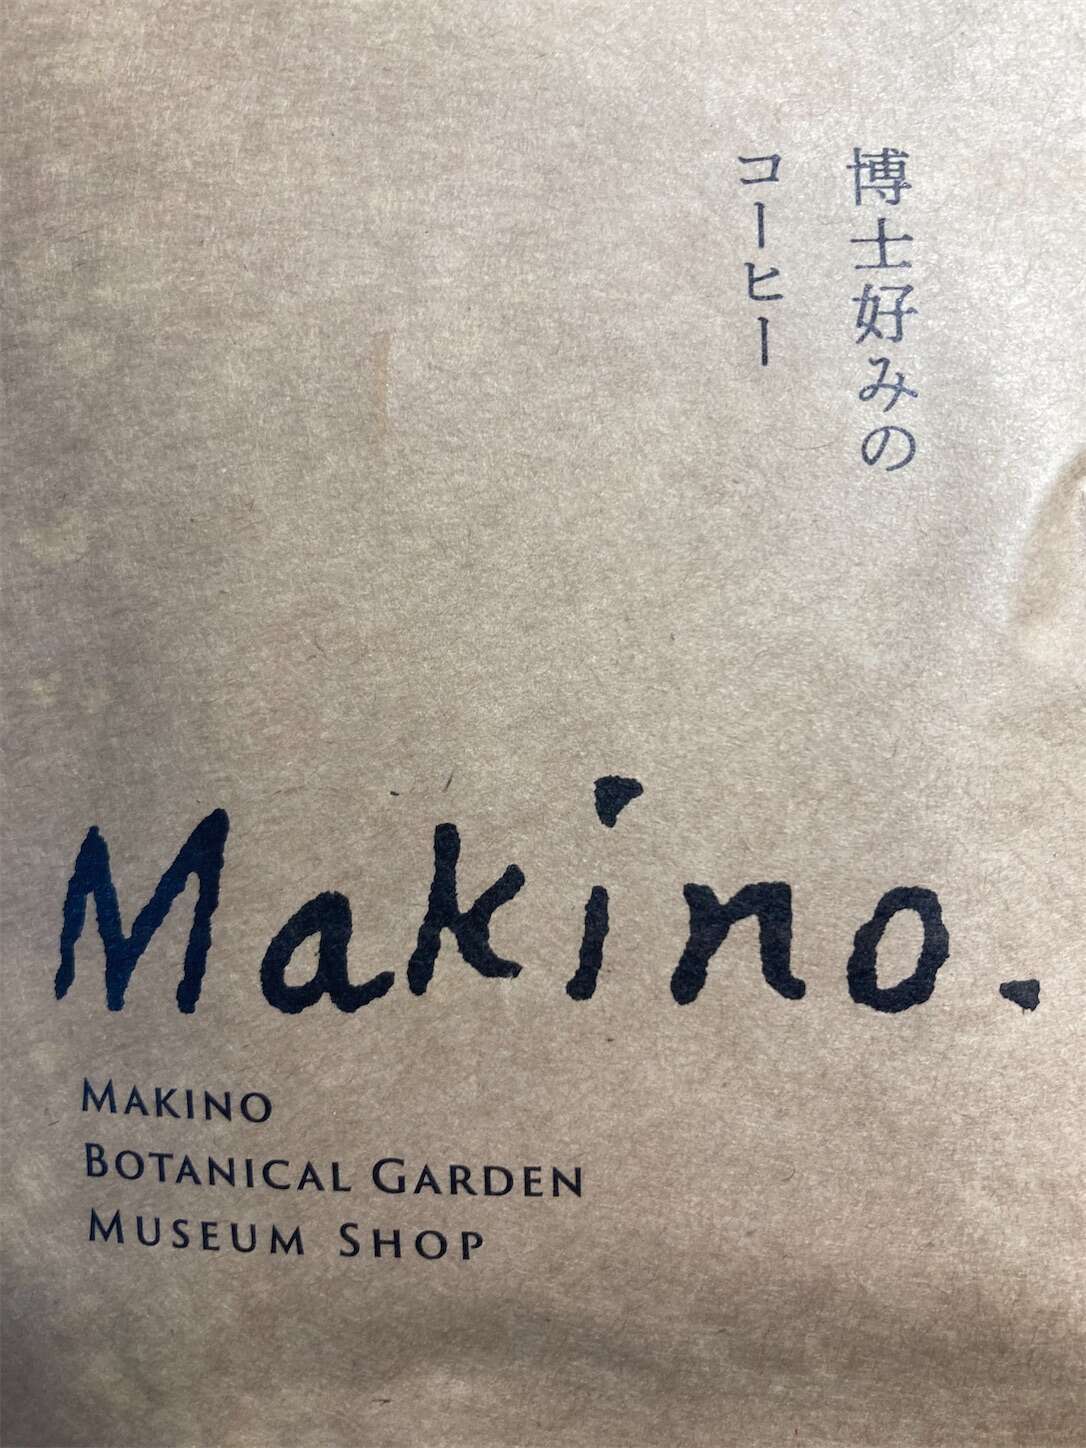 博士好みの
コーヒー
Makino.
MAKINO
BOTANICAL GARDEN
MUSEUM SHOP